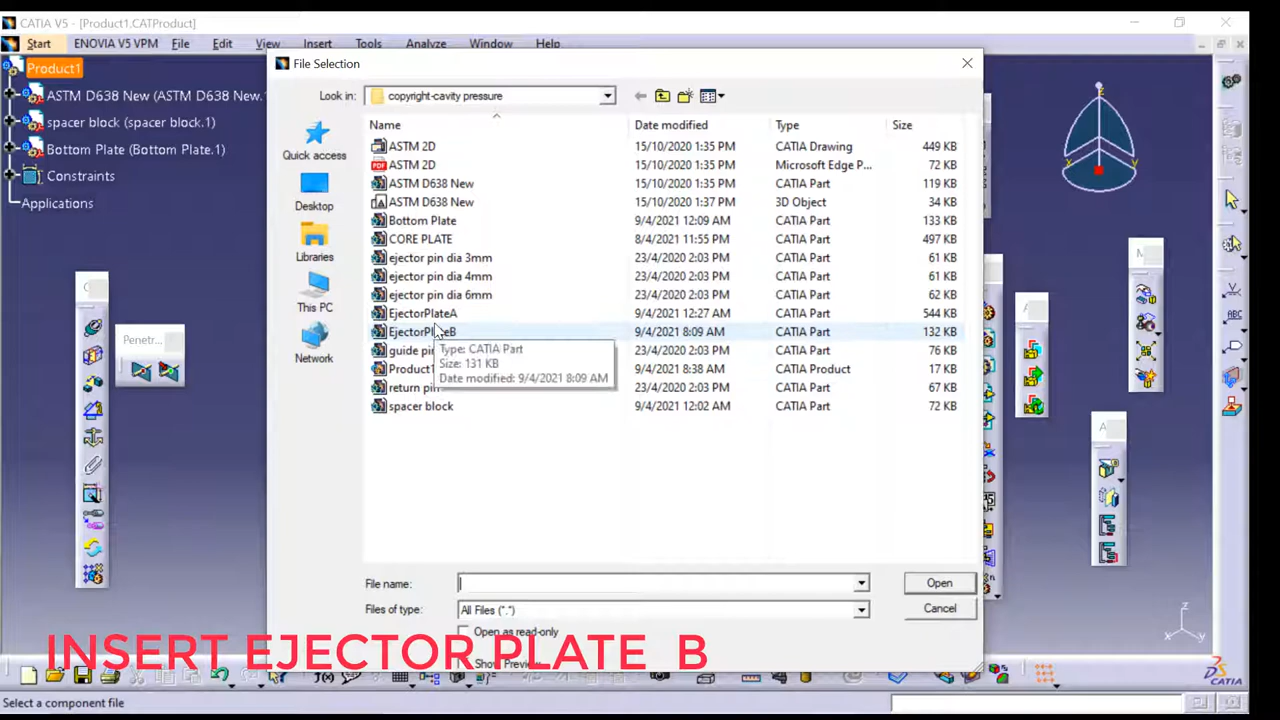 CATIA V5 - [Product1.CATProduct]
Start ENOVIA V5 VPM File Edit View Insert Tools Analyze Window Help
Product1
ASTM D638 New (ASTM D638 New.
spacer block (spacer block.1)
Bottom Plate (Bottom Plate.1)
Constraints
Applications
Penetr...
File Selection
Look in: copyright-cavity pressure
Quick access
Desktop
Libraries
This PC
Network
Name Date modified Type Size
ASTM 2D 15/10/2020 1:35 PM CATIA Drawing 449 KB
ASTM 2D 15/10/2020 1:35 PM Microsoft Edge P... 72 KB
ASTM D638 New 15/10/2020 1:35 PM CATIA Part 119 KB
ASTM D638 New 15/10/2020 1:37 PM 3D Object 34 KB
Bottom Plate 9/4/2021 12:09 AM CATIA Part 133 KB
CORE PLATE 8/4/2021 11:55 PM CATIA Part 497 KB
ejector pin dia 3mm 23/4/2020 2:03 PM CATIA Part 61 KB
ejector pin dia 4mm 23/4/2020 2:03 PM CATIA Part 61 KB
ejector pin dia 6mm 23/4/2020 2:03 PM CATIA Part 62 KB
EjectorPlateA 9/4/2021 12:27 AM CATIA Part 544 KB
EjectorPlateB 9/4/2021 8:09 AM CATIA Part 132 KB
guide pin 23/4/2020 2:03 PM CATIA Part 76 KB
Product1 9/4/2021 8:38 AM CATIA Product 17 KB
return pin 23/4/2020 2:03 PM CATIA Part 67 KB
spacer block 9/4/2021 12:02 AM CATIA Part 72 KB
Type: CATIA Part
Size: 131 KB
Date modified: 9/4/2021 8:09 AM
File name: Open
Files of type: All Files (*.*) Cancel
Open as read-only
Show Preview
INSERT EJECTOR PLATE B
Select a component file